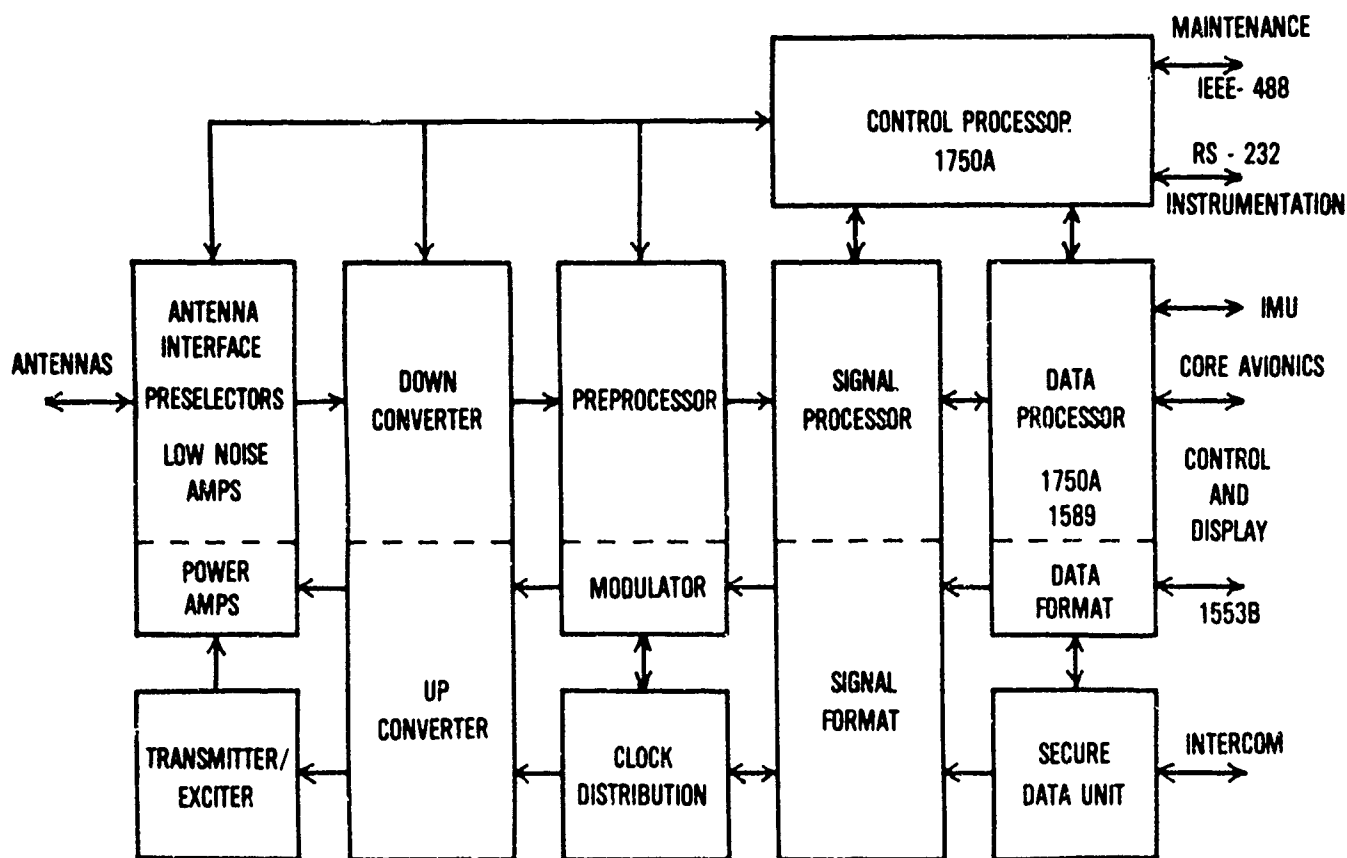 MAINTENANCE
IEEE- 488
CONTROL PROCESSOP.
1750A
RS - 232
INSTRUMENTATION
ANTENNAS
ANTENNA
INTERFACE
PRESELECTORS
LOW NOISE
AMPS
POWER
AMPS
TRANSMITTER/
EXCITER
DOWN
CONVERTER
UP
CONVERTER
PREPROCESSOR
MODULATOR
CLOCK
DISTRIBUTION
SIGNAL
PROCESSOR
SIGNAL
FORMAT
DATA
PROCESSOR
1750A
1589
DATA
FORMAT
SECURE
DATA UNIT
IMU
CORE AVIONICS
CONTROL
AND
DISPLAY
1553B
INTERCOM